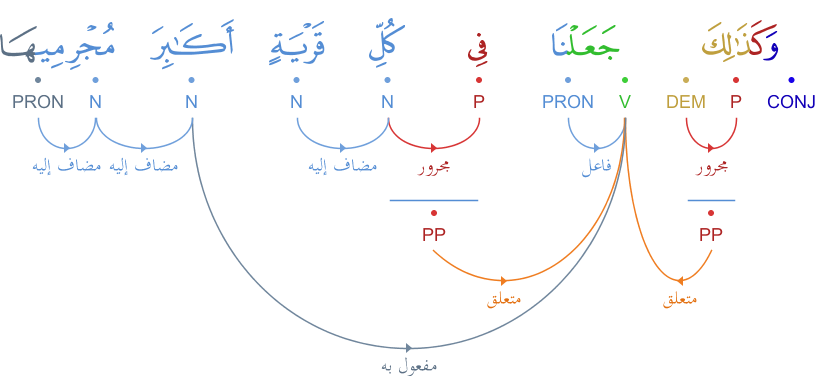 وَكَذَٰلِكَ جَعَلْنَا فِى كُلِّ قَرْيَةٍ أَكَـٰبِرَ مُجْرِمِيهَا
CONJ P DEM V PRON P N N N N PRON
مجرور فاعل مجرور مضاف إليه مضاف إليه مضاف إليه
PP PP
متعلق متعلق
مفعول به